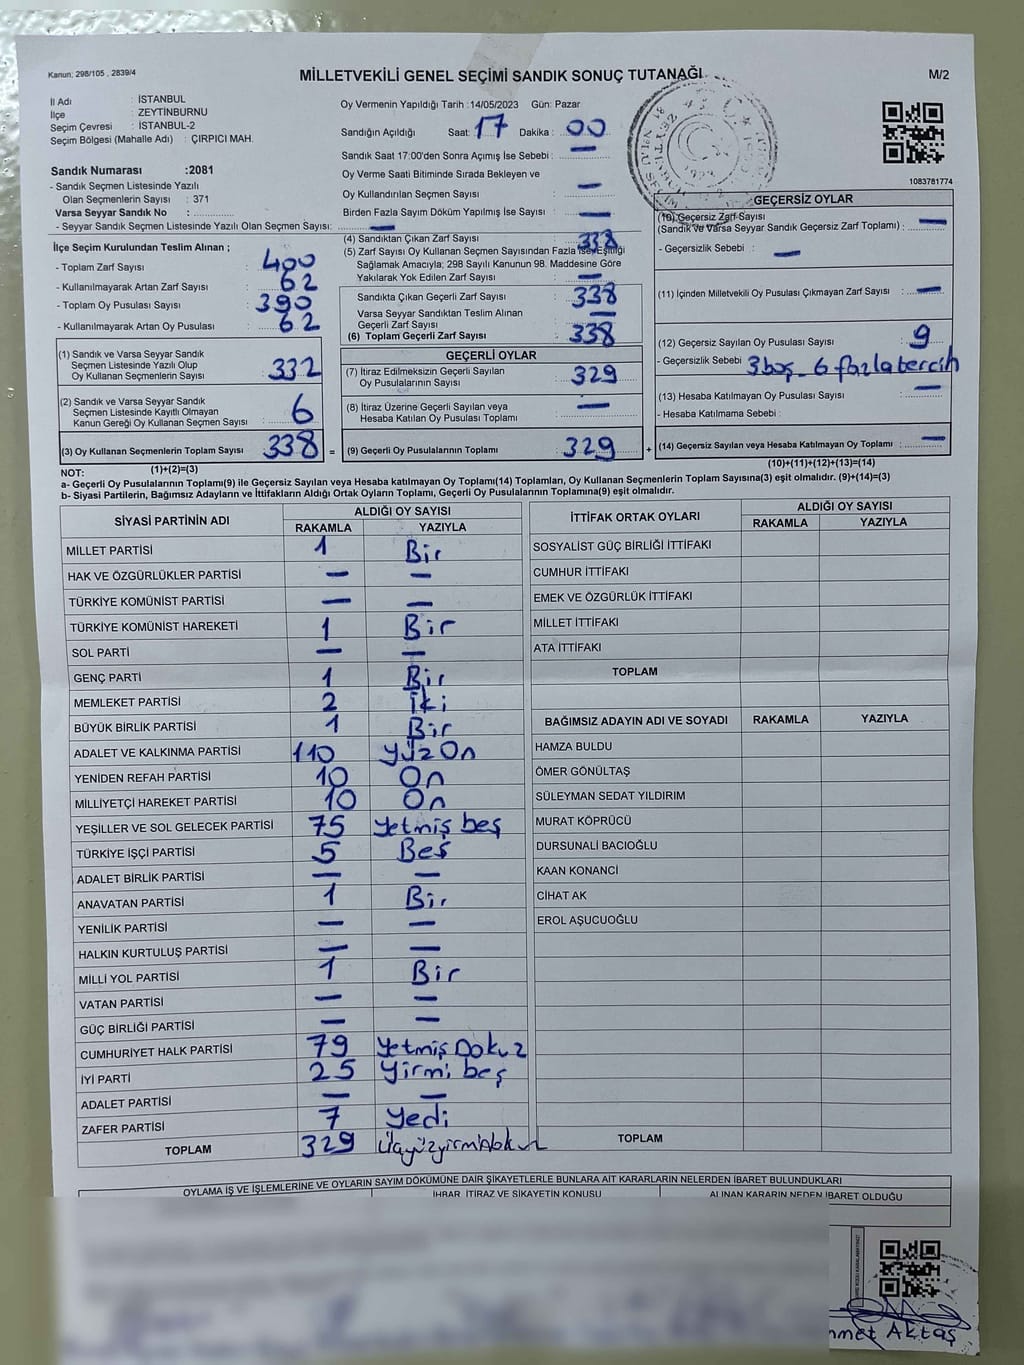 Kanun; 298/105 , 2839/4
MİLLETVEKİLİ GENEL SEÇİMİ SANDIK SONUÇ TUTANAĞI
M/2
İl Adı : İSTANBUL
İlçe : ZEYTİNBURNU
Seçim Çevresi : İSTANBUL-2
Seçim Bölgesi (Mahalle Adı) : ÇIRPICI MAH.
Sandık Numarası :2081
- Sandık Seçmen Listesinde Yazılı
Olan Seçmenlerin Sayısı : 371
Varsa Seyyar Sandık No :
- Seyyar Sandık Seçmen Listesinde Yazılı Olan Seçmen Sayısı: —
Oy Vermenin Yapıldığı Tarih :14/05/2023 Gün: Pazar
Sandığın Açıldığı Saat: 17 Dakika : 00
Sandık Saat 17:00'den Sonra Açımış İse Sebebi : —
Oy Verme Saati Bitiminde Sırada Bekleyen ve
Oy Kullandırılan Seçmen Sayısı —
Birden Fazla Sayım Döküm Yapılmış İse Sayısı : —
1083781774
İlçe Seçim Kurulundan Teslim Alınan ;
- Toplam Zarf Sayısı : 400
- Kullanılmayarak Artan Zarf Sayısı : 62
- Toplam Oy Pusulası Sayısı : 390
- Kullanılmayarak Artan Oy Pusulası : 62
(1) Sandık ve Varsa Seyyar Sandık
Seçmen Listesinde Yazılı Olup
Oy Kullanan Seçmenlerin Sayısı : 332
(2) Sandık ve Varsa Seyyar Sandık
Seçmen Listesinde Kayıtlı Olmayan
Kanun Gereği Oy Kullanan Seçmen Sayısı : 6
(3) Oy Kullanan Seçmenlerin Toplam Sayısı 338 =
(1)+(2)=(3)
(4) Sandıktan Çıkan Zarf Sayısı : 338
(5) Zarf Sayısı Oy Kullanan Seçmen Sayısından Fazla İse, Eşitliği
Sağlamak Amacıyla; 298 Sayılı Kanunun 98. Maddesine Göre
Yakılarak Yok Edilen Zarf Sayısı : —
Sandıkta Çıkan Geçerli Zarf Sayısı : 338
Varsa Seyyar Sandıktan Teslim Alınan
Geçerli Zarf Sayısı : —
(6) Toplam Geçerli Zarf Sayısı : 338
GEÇERLİ OYLAR
(7) İtiraz Edilmeksizin Geçerli Sayılan
Oy Pusulalarının Sayısı : 329
(8) İtiraz Üzerine Geçerli Sayılan veya
Hesaba Katılan Oy Pusulası Toplamı : —
(9) Geçerli Oy Pusulalarının Toplamı : 329 +
GEÇERSİZ OYLAR
(10) Geçersiz Zarf Sayısı
(Sandık ve Varsa Seyyar Sandık Geçersiz Zarf Toplamı) : —
- Geçersizlik Sebebi : —
(11) İçinden Milletvekili Oy Pusulası Çıkmayan Zarf Sayısı : —
(12) Geçersiz Sayılan Oy Pusulası Sayısı : 9
- Geçersizlik Sebebi : 3 boş - 6 fazla tercih
(13) Hesaba Katılmayan Oy Pusulası Sayısı : —
- Hesaba Katılmama Sebebi :
(14) Geçersiz Sayılan veya Hesaba Katılmayan Oy Toplamı : —
(10)+(11)+(12)+(13)=(14)
NOT:
a- Geçerli Oy Pusulalarının Toplamı(9) ile Geçersiz Sayılan veya Hesaba katılmayan Oy Toplamı(14) Toplamları, Oy Kullanan Seçmenlerin Toplam Sayısına(3) eşit olmalıdır. (9)+(14)=(3)
b- Siyasi Partilerin, Bağımsız Adayların ve İttifakların Aldığı Ortak Oyların Toplamı, Geçerli Oy Pusulalarının Toplamına(9) eşit olmalıdır.
SİYASİ PARTİNİN ADI ALDIĞI OY SAYISI
RAKAMLA YAZIYLA
MİLLET PARTİSİ 1 Bir
HAK VE ÖZGÜRLÜKLER PARTİSİ — —
TÜRKİYE KOMÜNİST PARTİSİ — —
TÜRKİYE KOMÜNİST HAREKETİ 1 Bir
SOL PARTİ — —
GENÇ PARTİ 1 Bir
MEMLEKET PARTİSİ 2 iki
BÜYÜK BİRLİK PARTİSİ 1 Bir
ADALET VE KALKINMA PARTİSİ 110 yüz On
YENİDEN REFAH PARTİSİ 10 On
MİLLİYETÇİ HAREKET PARTİSİ 10 On
YEŞİLLER VE SOL GELECEK PARTİSİ 75 yetmiş beş
TÜRKİYE İŞÇİ PARTİSİ 5 Beş
ADALET BİRLİK PARTİSİ — —
ANAVATAN PARTİSİ 1 Bir
YENİLİK PARTİSİ — —
HALKIN KURTULUŞ PARTİSİ — —
MİLLİ YOL PARTİSİ 1 Bir
VATAN PARTİSİ — —
GÜÇ BİRLİĞİ PARTİSİ — —
CUMHURİYET HALK PARTİSİ 79 yetmiş Dokuz
İYİ PARTİ 25 yirmi beş
ADALET PARTİSİ — —
ZAFER PARTİSİ 7 yedi
TOPLAM 329 üçyüzyirmidokuz
İTTİFAK ORTAK OYLARI ALDIĞI OY SAYISI
RAKAMLA YAZIYLA
SOSYALİST GÜÇ BİRLİĞİ İTTİFAKI
CUMHUR İTTİFAKI
EMEK VE ÖZGÜRLÜK İTTİFAKI
MİLLET İTTİFAKI
ATA İTTİFAKI
TOPLAM
BAĞIMSIZ ADAYIN ADI VE SOYADI RAKAMLA YAZIYLA
HAMZA BULDU
ÖMER GÖNÜLTAŞ
SÜLEYMAN SEDAT YILDIRIM
MURAT KÖPRÜCÜ
DURSUNALİ BACIOĞLU
KAAN KONANCİ
CİHAT AK
EROL AŞUCUOĞLU
TOPLAM
OYLAMA İŞ VE İŞLEMLERİNE VE OYLARIN SAYIM DÖKÜMÜNE DAİR ŞİKAYETLERLE BUNLARA AİT KARARLARIN NELERDEN İBARET BULUNDUKLARI
İHBAR, İTİRAZ VE ŞİKAYETİN KONUSU ALINAN KARARIN NEDEN İBARET OLDUĞU
hmet Aktaş